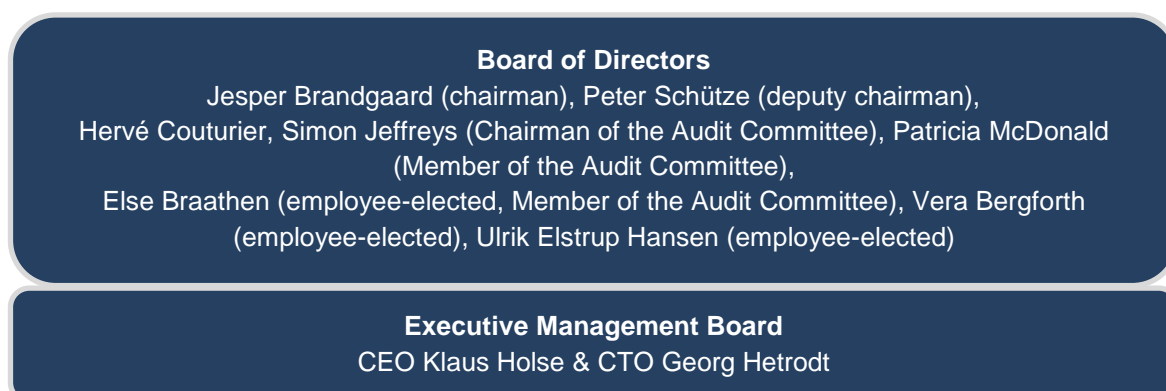 Board of Directors
Jesper Brandgaard (chairman), Peter Schütze (deputy chairman),
Hervé Couturier, Simon Jeffreys (Chairman of the Audit Committee), Patricia McDonald
(Member of the Audit Committee),
Else Braathen (employee-elected, Member of the Audit Committee), Vera Bergforth
(employee-elected), Ulrik Elstrup Hansen (employee-elected)
Executive Management Board
CEO Klaus Holse & CTO Georg Hetrodt